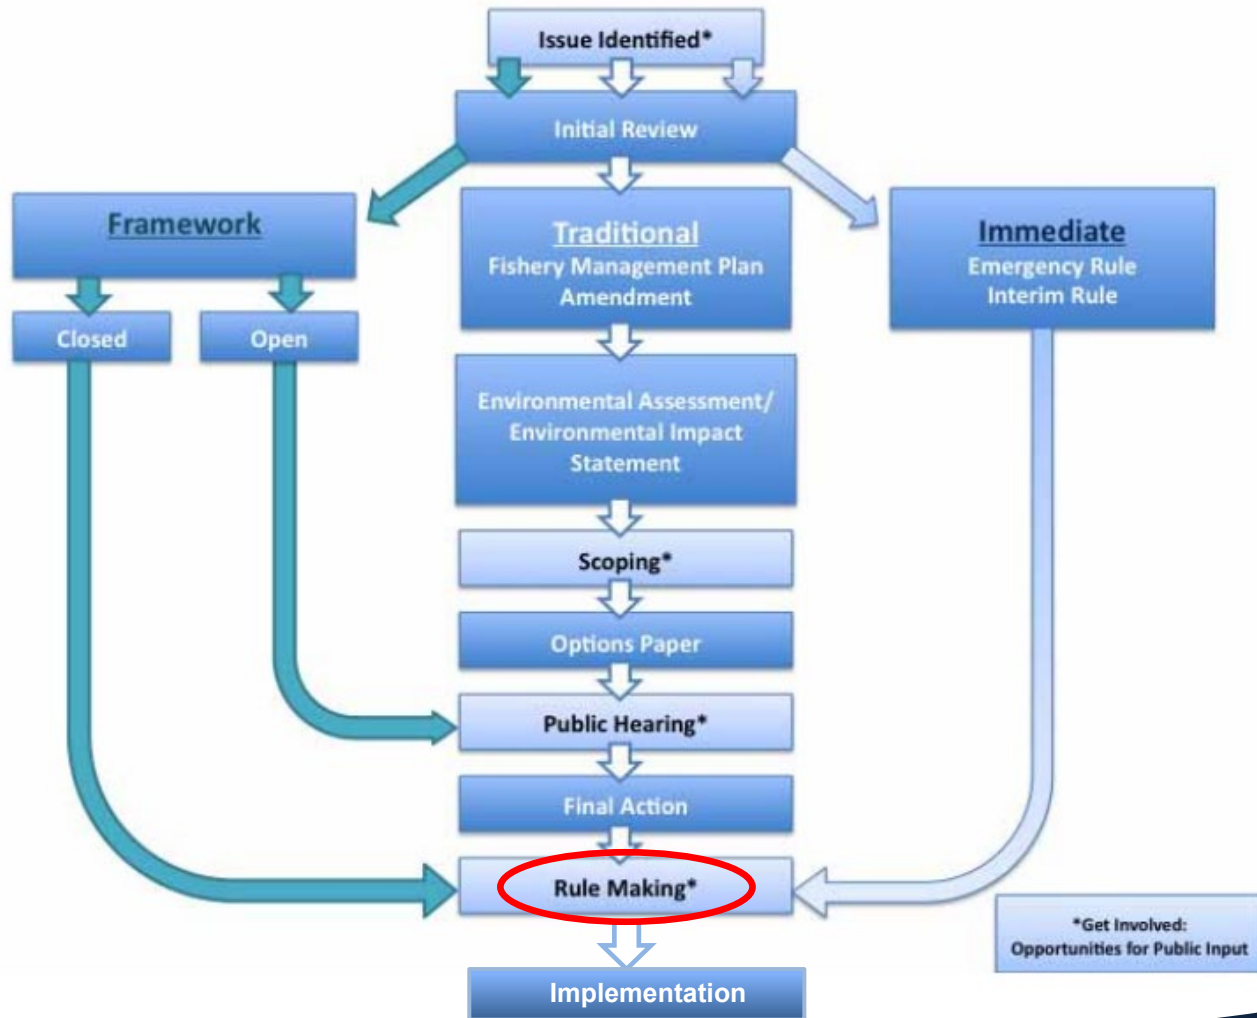 Issue Identified*
Initial Review
Framework
Closed
Open
Traditional
Fishery Management Plan
Amendment
Immediate
Emergency Rule
Interim Rule
Environmental Assessment/
Environmental Impact
Statement
Scoping*
Options Paper
Public Hearing*
Final Action
Rule Making*
*Get Involved:
Opportunities for Public Input
Implementation